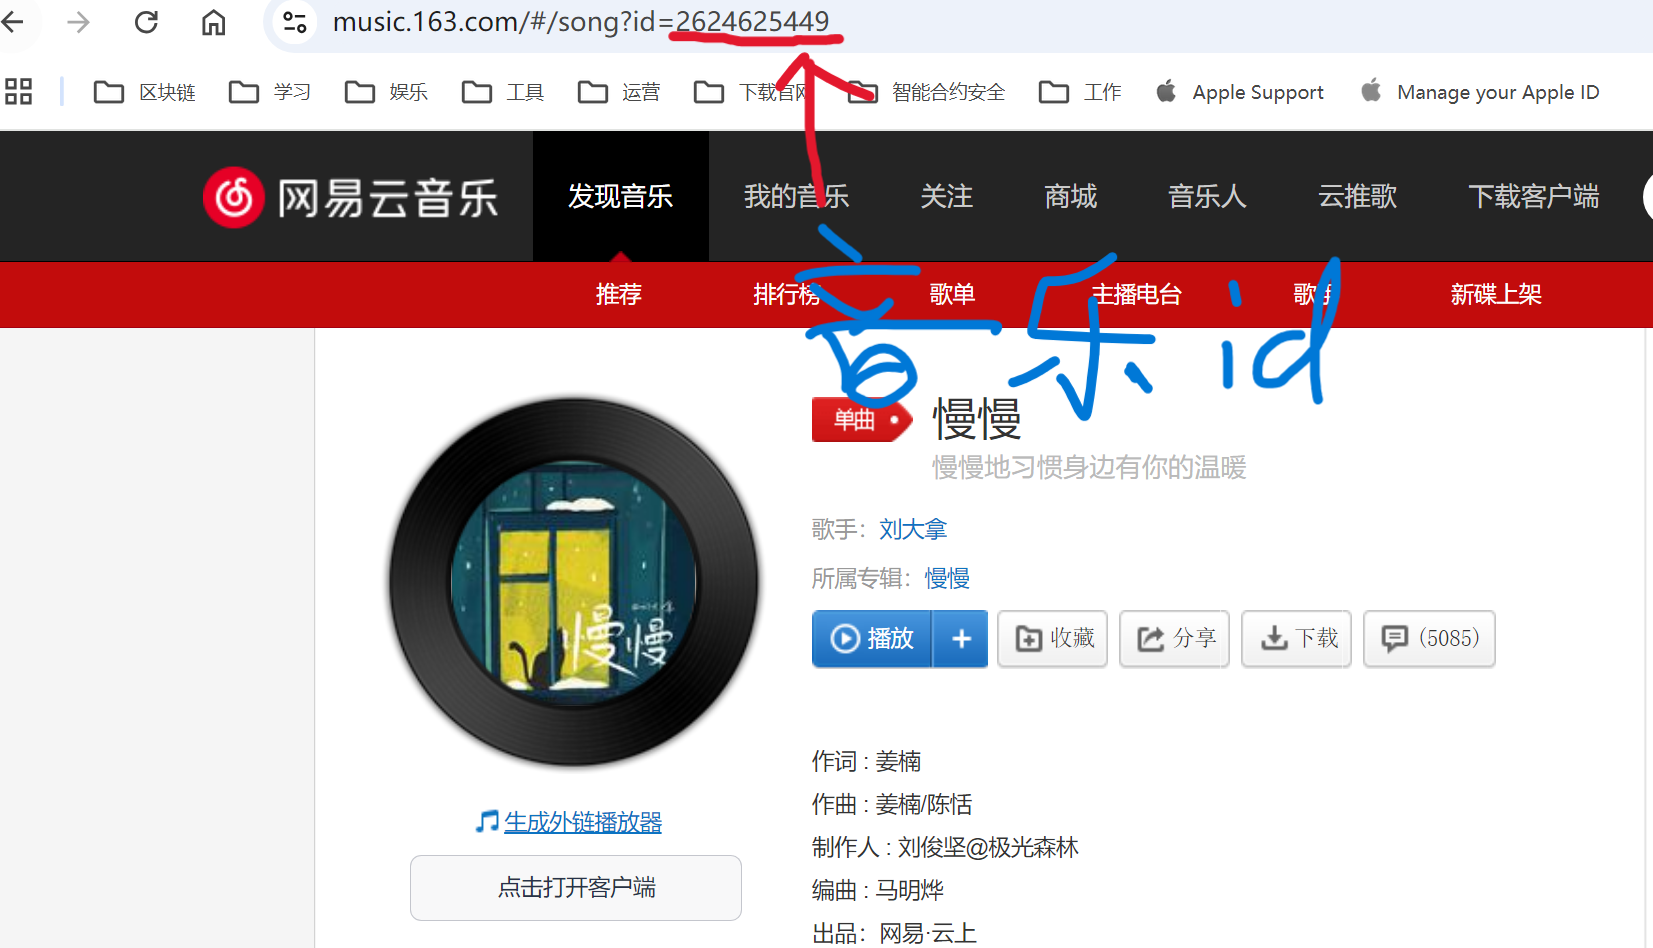 music.163.com/#/song?id=2624625449
区块链 学习 娱乐 工具 运营 下载官网 智能合约安全 工作 Apple Support Manage your Apple ID
网易云音乐 发现音乐 我的音乐 关注 商城 音乐人 云推歌 下载客户端
推荐 排行榜 歌单 主播电台 歌手 新碟上架
音乐id
单曲 慢慢
慢慢地习惯身边有你的温暖
歌手：刘大拿
所属专辑：慢慢
慢慢
播放 + 收藏 分享 下载 (5085)
作词 : 姜楠
作曲 : 姜楠/陈恬
生成外链播放器
制作人 : 刘俊坚@极光森林
点击打开客户端
编曲 : 马明烨
出品：网易·云上